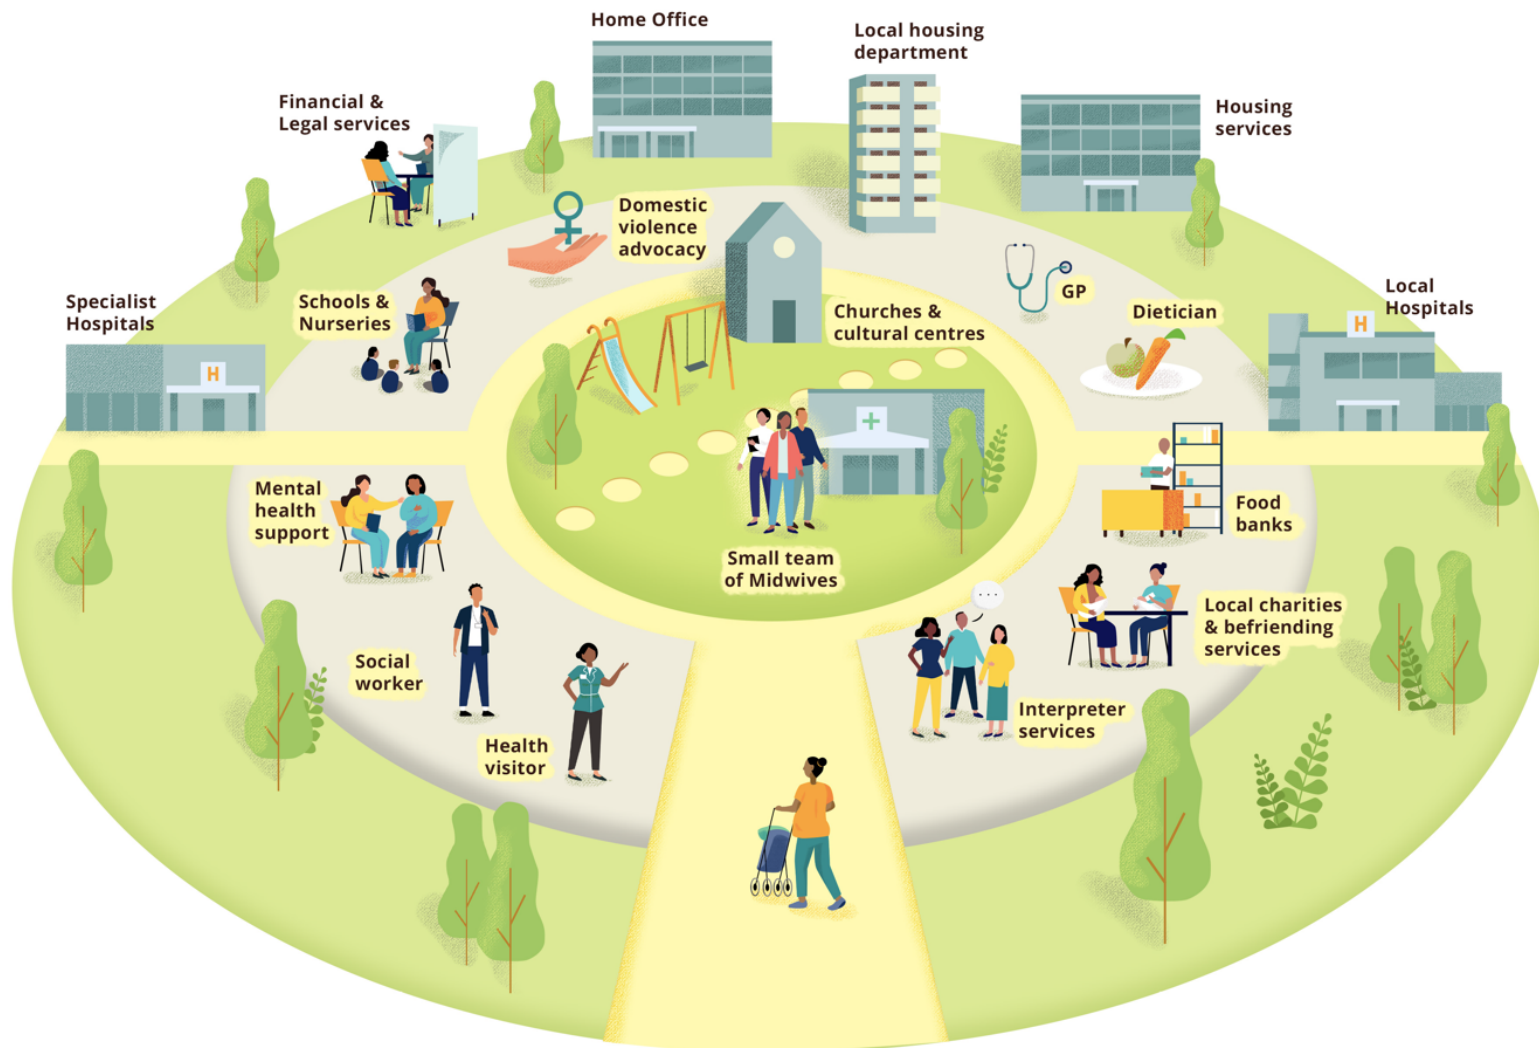 Home Office
Local housing
department
Financial &
Legal services
Housing
services
Domestic
violence
advocacy
GP
Specialist
Hospitals
Schools &
Nurseries
Churches &
cultural centres
Dietician
Local
Hospitals
H
H
Mental
health
support
Food
banks
Small team
of Midwives
Local charities
& befriending
services
Social
worker
Interpreter
services
Health
visitor